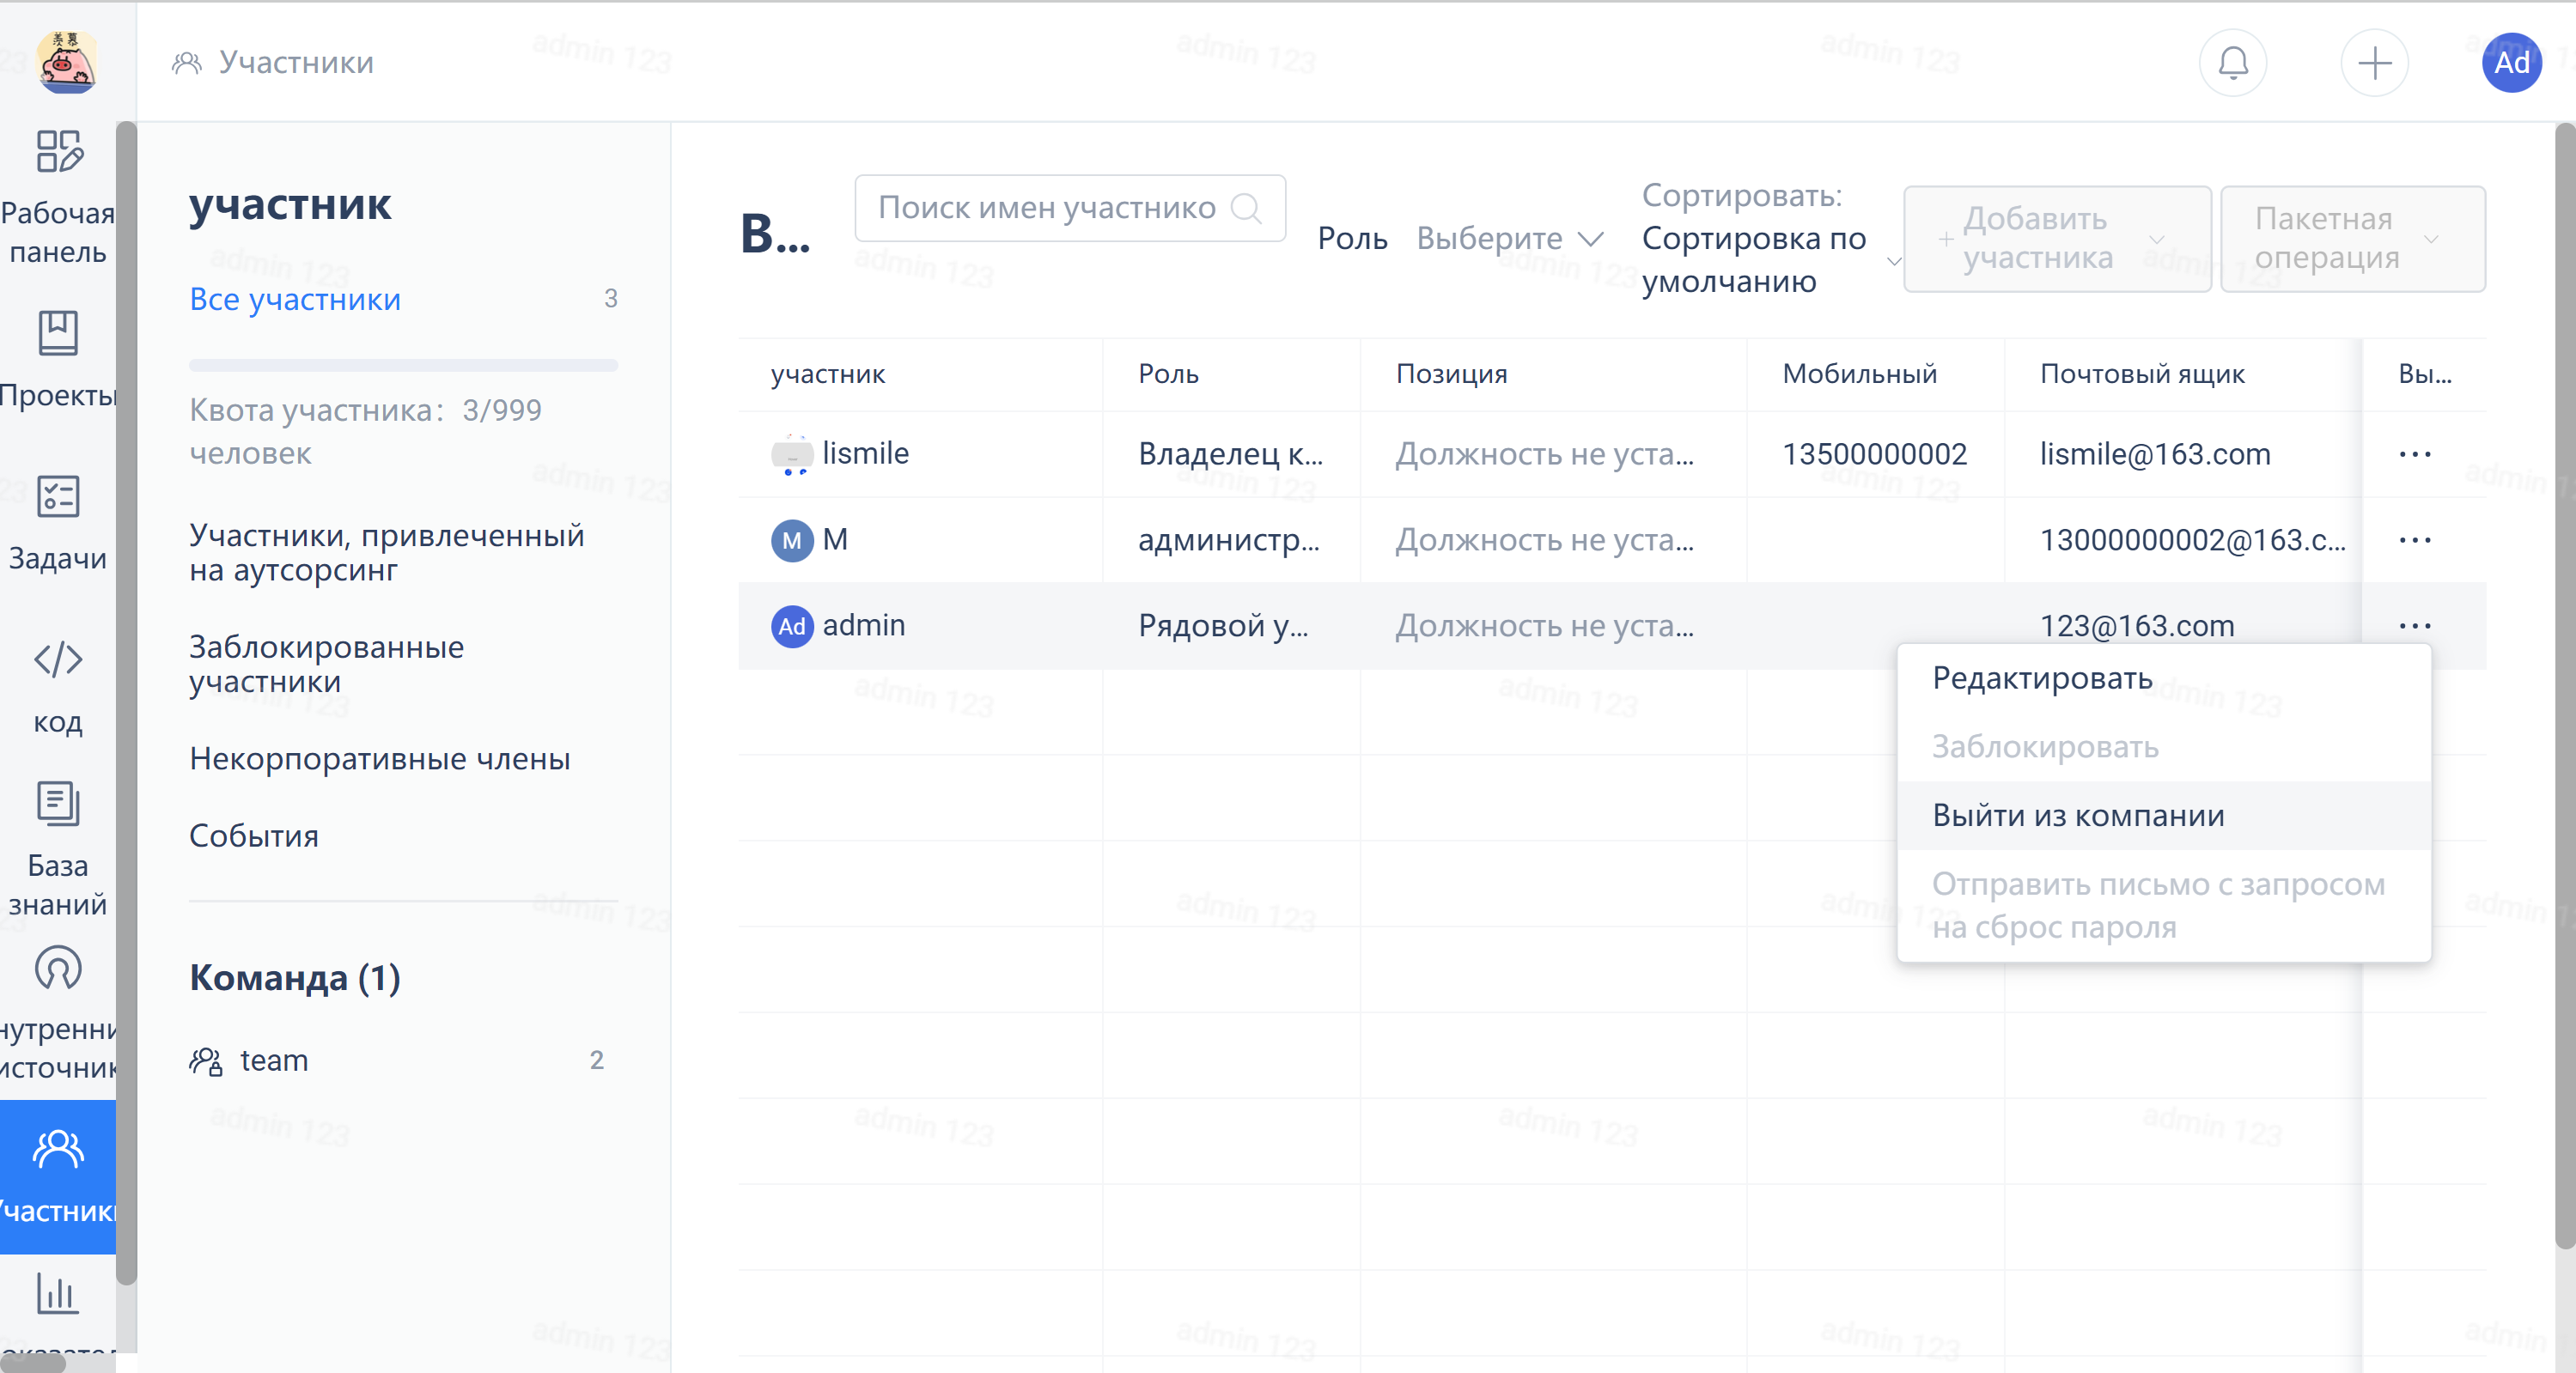 羡慕
Участники
Ad
Рабочая
панель
Проекты
Задачи
код
База
знаний
нутренни
источник
Участники
участник
Все участники 3
Квота участника： 3/999
человек
Участники, привлеченный
на аутсорсинг
Заблокированные
участники
Некорпоративные члены
События
Команда (1)
team 2
В...
Поиск имен участнико
Роль Выберите
Сортировать:
Сортировка по
умолчанию
Добавить
участника
Пакетная
операция
участник Роль Позиция Мобильный Почтовый ящик Вы...
lismile Владелец к... Должность не уста... 13500000002 lismile@163.com ...
M M администр... Должность не уста... 13000000002@163.c... ...
Ad admin Рядовой у... Должность не уста... 123@163.com ...
Редактировать
Заблокировать
Выйти из компании
Отправить письмо с запросом
на сброс пароля
admin 123